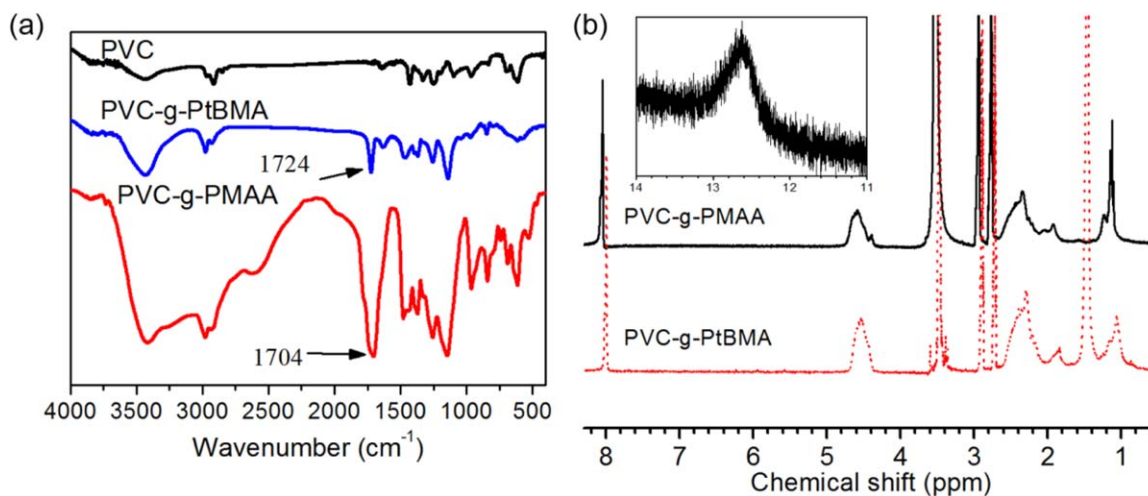 (a)
PVC
PVC-g-PtBMA
1724
PVC-g-PMAA
1704
4000 3500 3000 2500 2000 1500 1000 500
Wavenumber (cm⁻¹)
(b)
14 13 12 11
PVC-g-PMAA
PVC-g-PtBMA
8 7 6 5 4 3 2 1
Chemical shift (ppm)